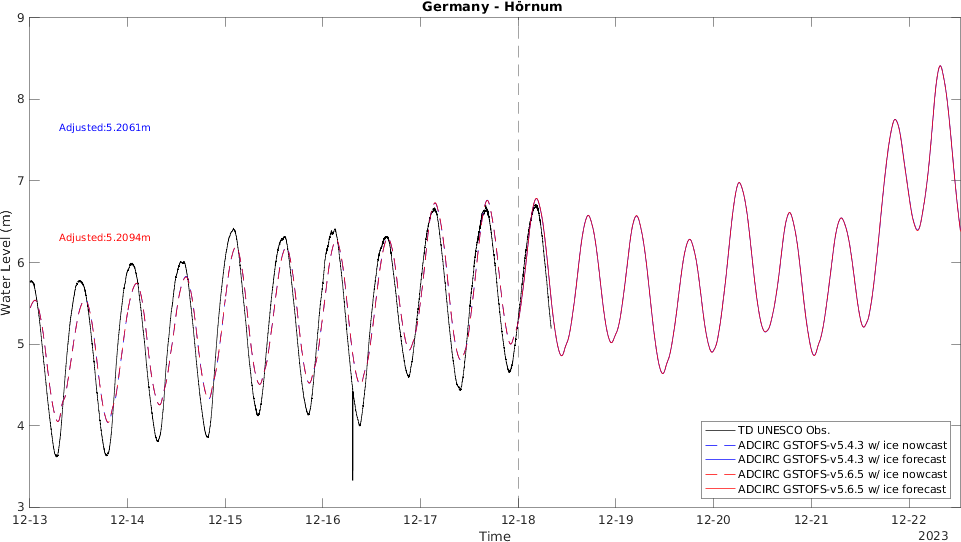 Germany - Hörnum
9
8
7
6
5
4
3
Water Level (m)
Adjusted:5.2061m
Adjusted:5.2094m
TD UNESCO Obs.
ADCIRC GSTOFS-v5.4.3 w/ ice nowcast
ADCIRC GSTOFS-v5.4.3 w/ ice forecast
ADCIRC GSTOFS-v5.6.5 w/ ice nowcast
ADCIRC GSTOFS-v5.6.5 w/ ice forecast
12-13 12-14 12-15 12-16 12-17 12-18 12-19 12-20 12-21 12-22
Time
2023